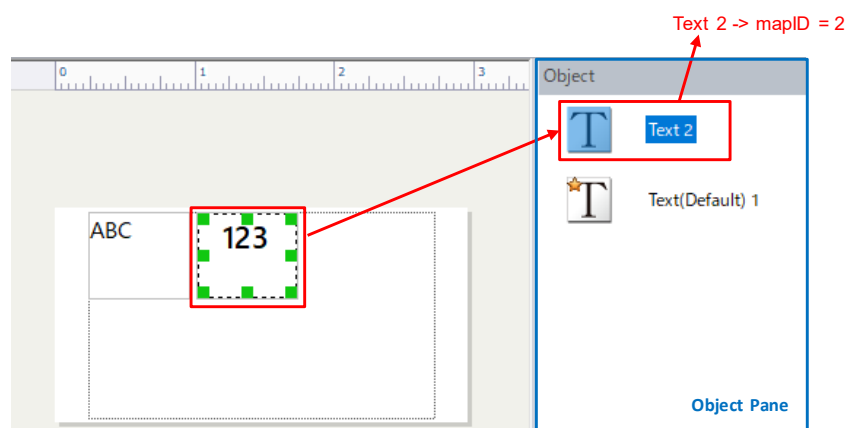 Text 2 -> mapID = 2
0 1 2 3
Object
Text 2
Text(Default) 1
ABC
123
Object Pane